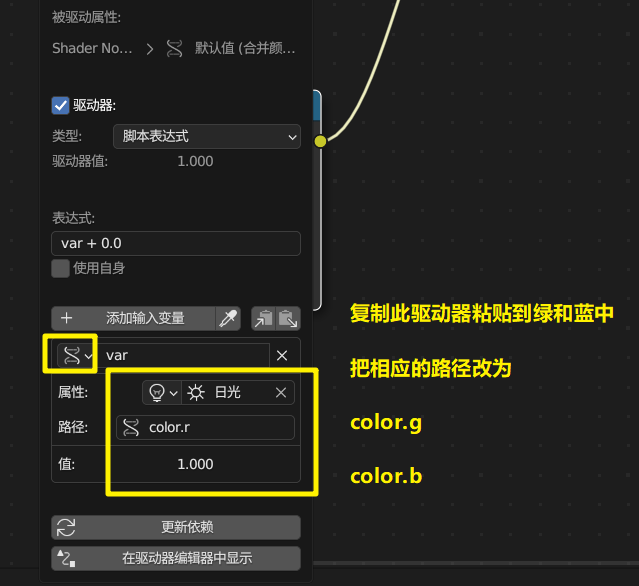 被驱动属性:
Shader No... > 默认值 (合并颜...
驱动器:
类型: 脚本表达式
驱动器值: 1.000
表达式:
var + 0.0
使用自身
添加输入变量
var
属性: 日光
路径: color.r
值: 1.000
更新依赖
在驱动器编辑器中显示
复制此驱动器粘贴到绿和蓝中
把相应的路径改为
color.g
color.b